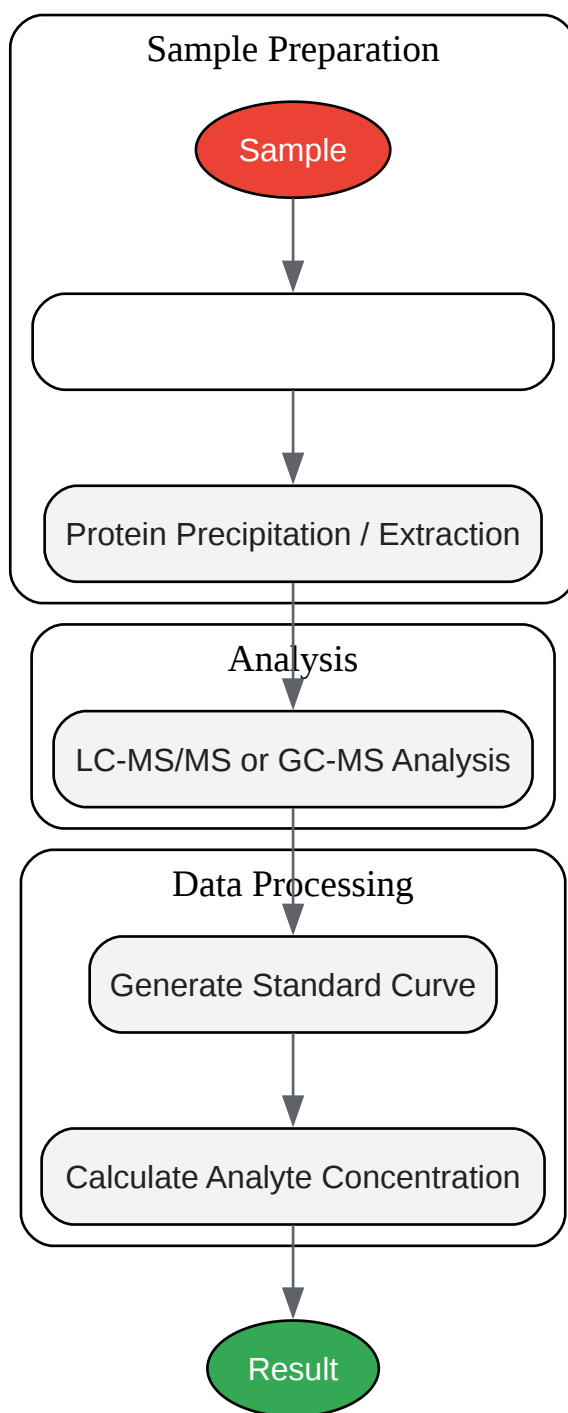 Sample Preparation
Sample
Protein Precipitation / Extraction
Analysis
LC-MS/MS or GC-MS Analysis
Data Processing
Generate Standard Curve
Calculate Analyte Concentration
Result